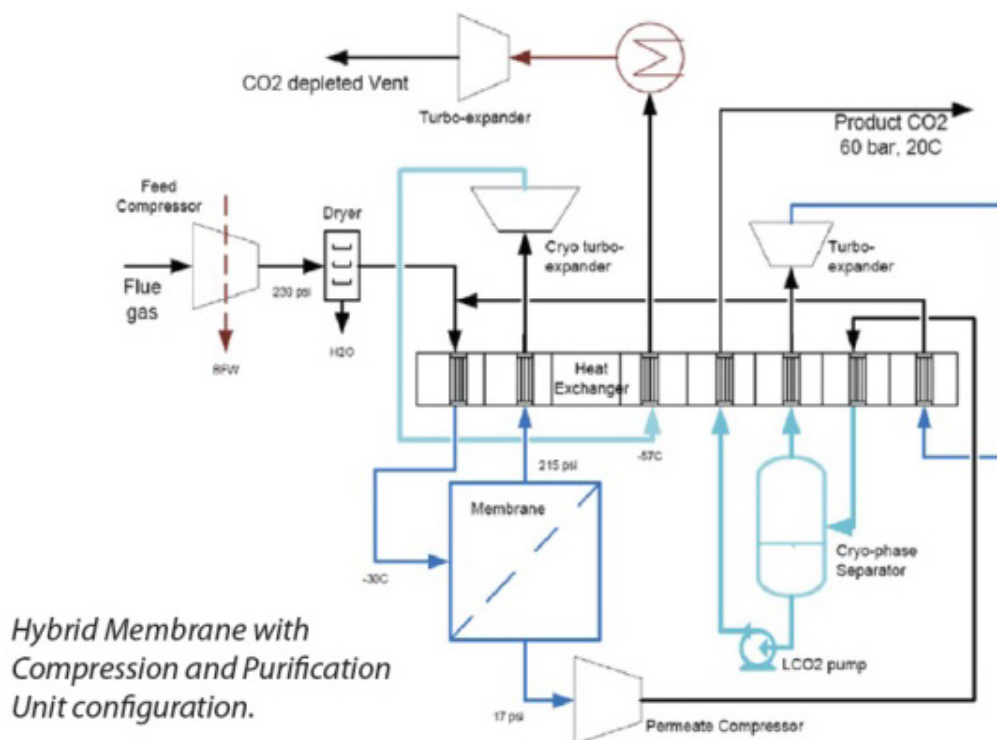 CO2 depleted Vent
Turbo-expander
Product CO2
60 bar, 20C
Feed
Compressor
Dryer
Cryo turbo-
expander
Turbo-
expander
Flue
gas
230 psi
BFW
H2O
Heat
Exchanger
215 psi
-57C
Membrane
-30C
Cryo-phase
Separator
LCO2 pump
17 psi
Permeate Compressor
Hybrid Membrane with
Compression and Purification
Unit configuration.